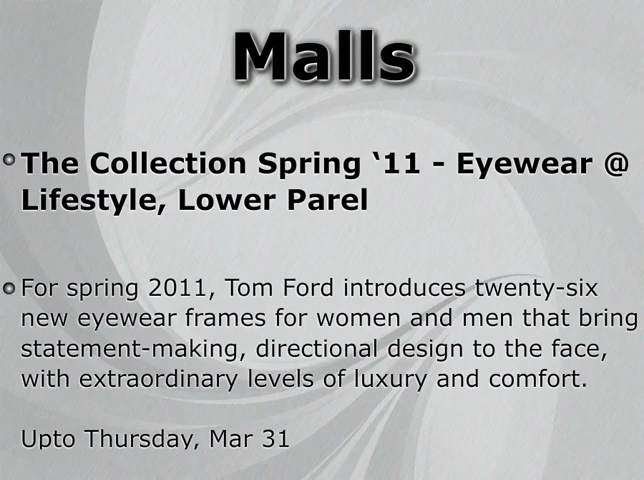 Malls
The Collection Spring ‘11 - Eyewear @
Lifestyle, Lower Parel
For spring 2011, Tom Ford introduces twenty-six
new eyewear frames for women and men that bring
statement-making, directional design to the face,
with extraordinary levels of luxury and comfort.
Upto Thursday, Mar 31